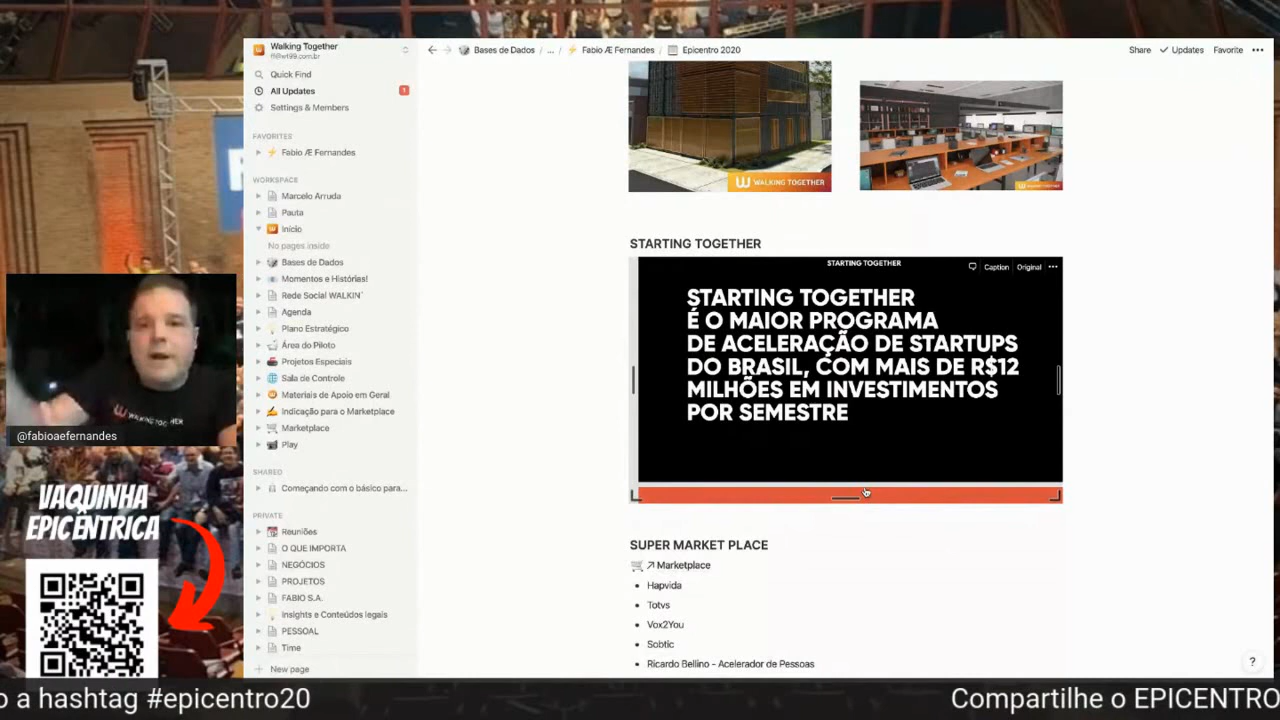 Walking Together
Bases de Dados / ... / ⚡ Fabio Æ Fernandes / Epicentro 2020
Share ✓ Updates Favorite •••
Quick Find
All Updates
1
Settings & Members
FAVORITES
Fabio Æ Fernandes
WORKSPACE
Marcelo Arruda
Pauta
Início
No pages inside
Bases de Dados
Momentos e Histórias!
Rede Social WALKIN´
Agenda
Plano Estratégico
Área do Piloto
Projetos Especiais
Sala de Controle
Materiais de Apoio em Geral
Indicação para o Marketplace
Marketplace
Play
SHARED
Começando com o básico para...
PRIVATE
Reuniões
O QUE IMPORTA
NEGÓCIOS
PROJETOS
FABIO S.A.
Insights e Conteúdos legais
PESSOAL
Time
New page
W WALKING TOGETHER
W WALKING TOGETHER
STARTING TOGETHER
STARTING TOGETHER
Caption Original •••
STARTING TOGETHER
É O MAIOR PROGRAMA
DE ACELERAÇÃO DE STARTUPS
DO BRASIL, COM MAIS DE R$12
MILHÕES EM INVESTIMENTOS
POR SEMESTRE
SUPER MARKET PLACE
Marketplace
• Hapvida
• Totvs
• Vox2You
• Sobtic
• Ricardo Bellino - Acelerador de Pessoas
?
W WALKING TOGETHER
@fabioaefernandes
VAQUINHA
EPICÊNTRICA
o a hashtag #epicentro20
Compartilhe o EPICENTRO